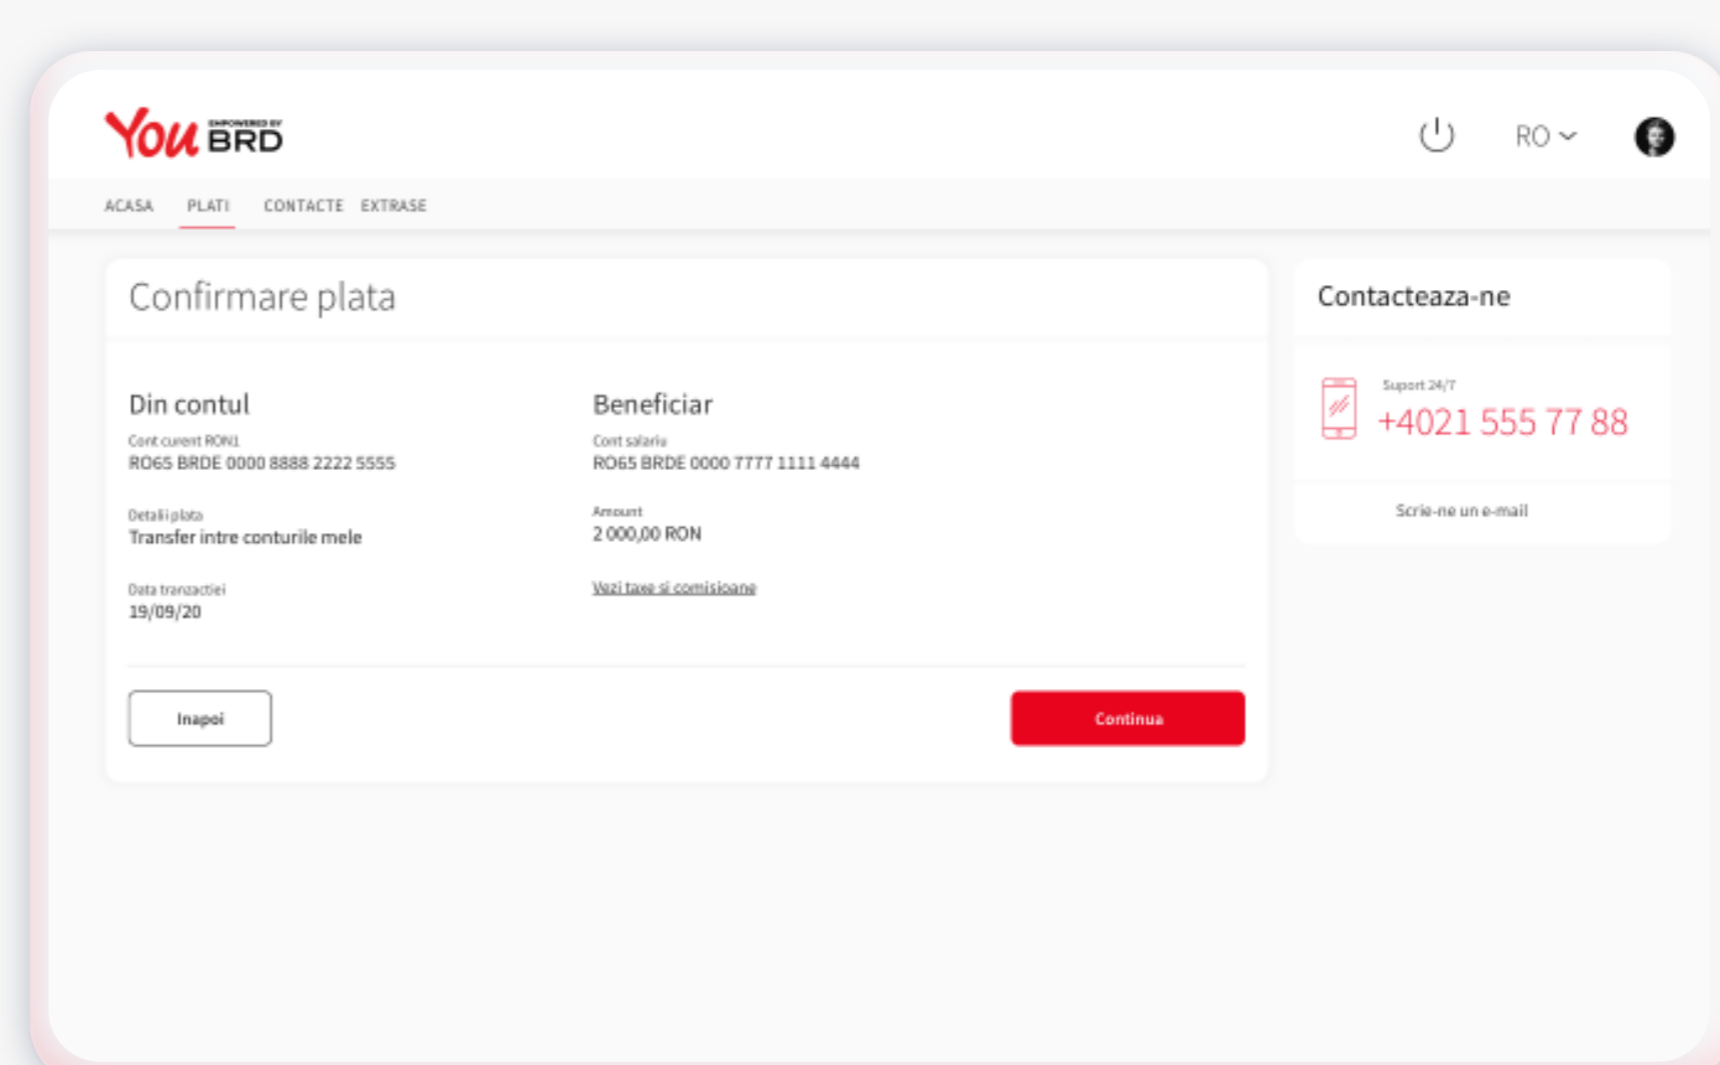 You EMPOWERED BY BRD
RO
ACASA PLATI CONTACTE EXTRASE
Confirmare plata
Din contul
Cont curent RON1
RO65 BRDE 0000 8888 2222 5555
Detalii plata
Transfer intre conturile mele
Data tranzactiei
19/09/20
Beneficiar
Cont salariu
RO65 BRDE 0000 7777 1111 4444
Amount
2 000,00 RON
Vezi taxe si comisioane
Inapoi
Continua
Contacteaza-ne
Suport 24/7
+4021 555 77 88
Scrie-ne un e-mail